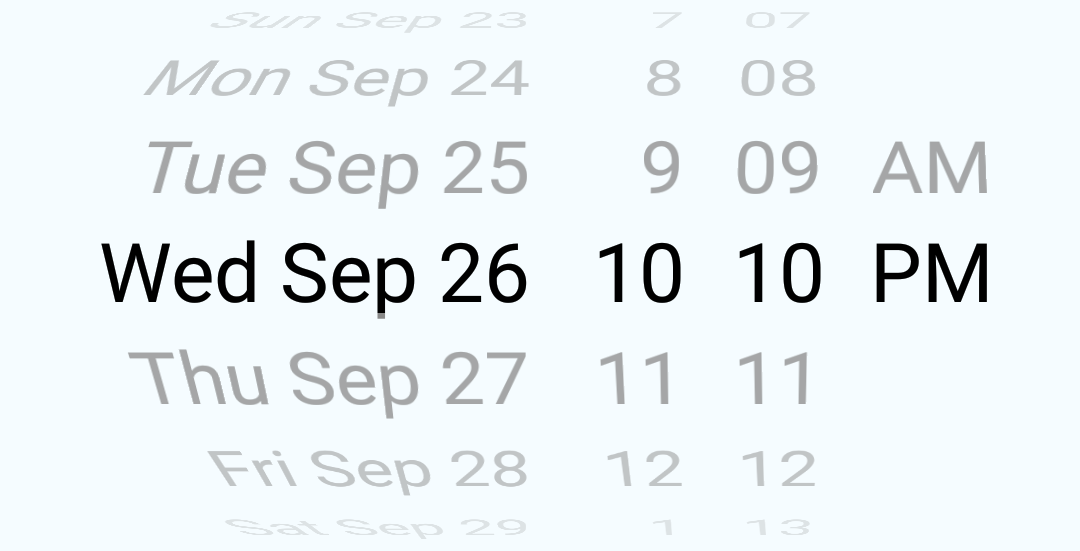 Sun Sep 23 7 07
Mon Sep 24 8 08
Tue Sep 25 9 09 AM
Wed Sep 26 10 10 PM
Thu Sep 27 11 11
Fri Sep 28 12 12
Sat Sep 29 1 13